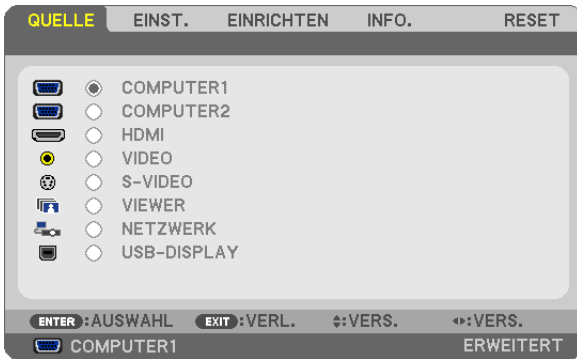 QUELLE EINST. EINRICHTEN INFO. RESET
COMPUTER1
COMPUTER2
HDMI
VIDEO
S-VIDEO
VIEWER
NETZWERK
USB-DISPLAY
ENTER :AUSWAHL EXIT :VERL. :VERS. :VERS.
COMPUTER1 ERWEITERT